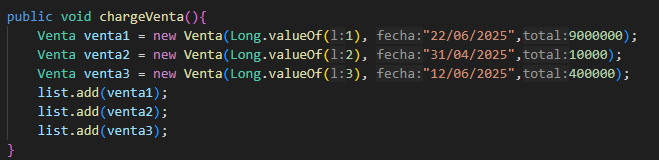 public void chargeVenta(){
Venta venta1 = new Venta(Long.valueOf(l:1), fecha:"22/06/2025",total:9000000);
Venta venta2 = new Venta(Long.valueOf(l:2), fecha:"31/04/2025",total:10000);
Venta venta3 = new Venta(Long.valueOf(l:3), fecha:"12/06/2025",total:400000);
list.add(venta1);
list.add(venta2);
list.add(venta3);
}